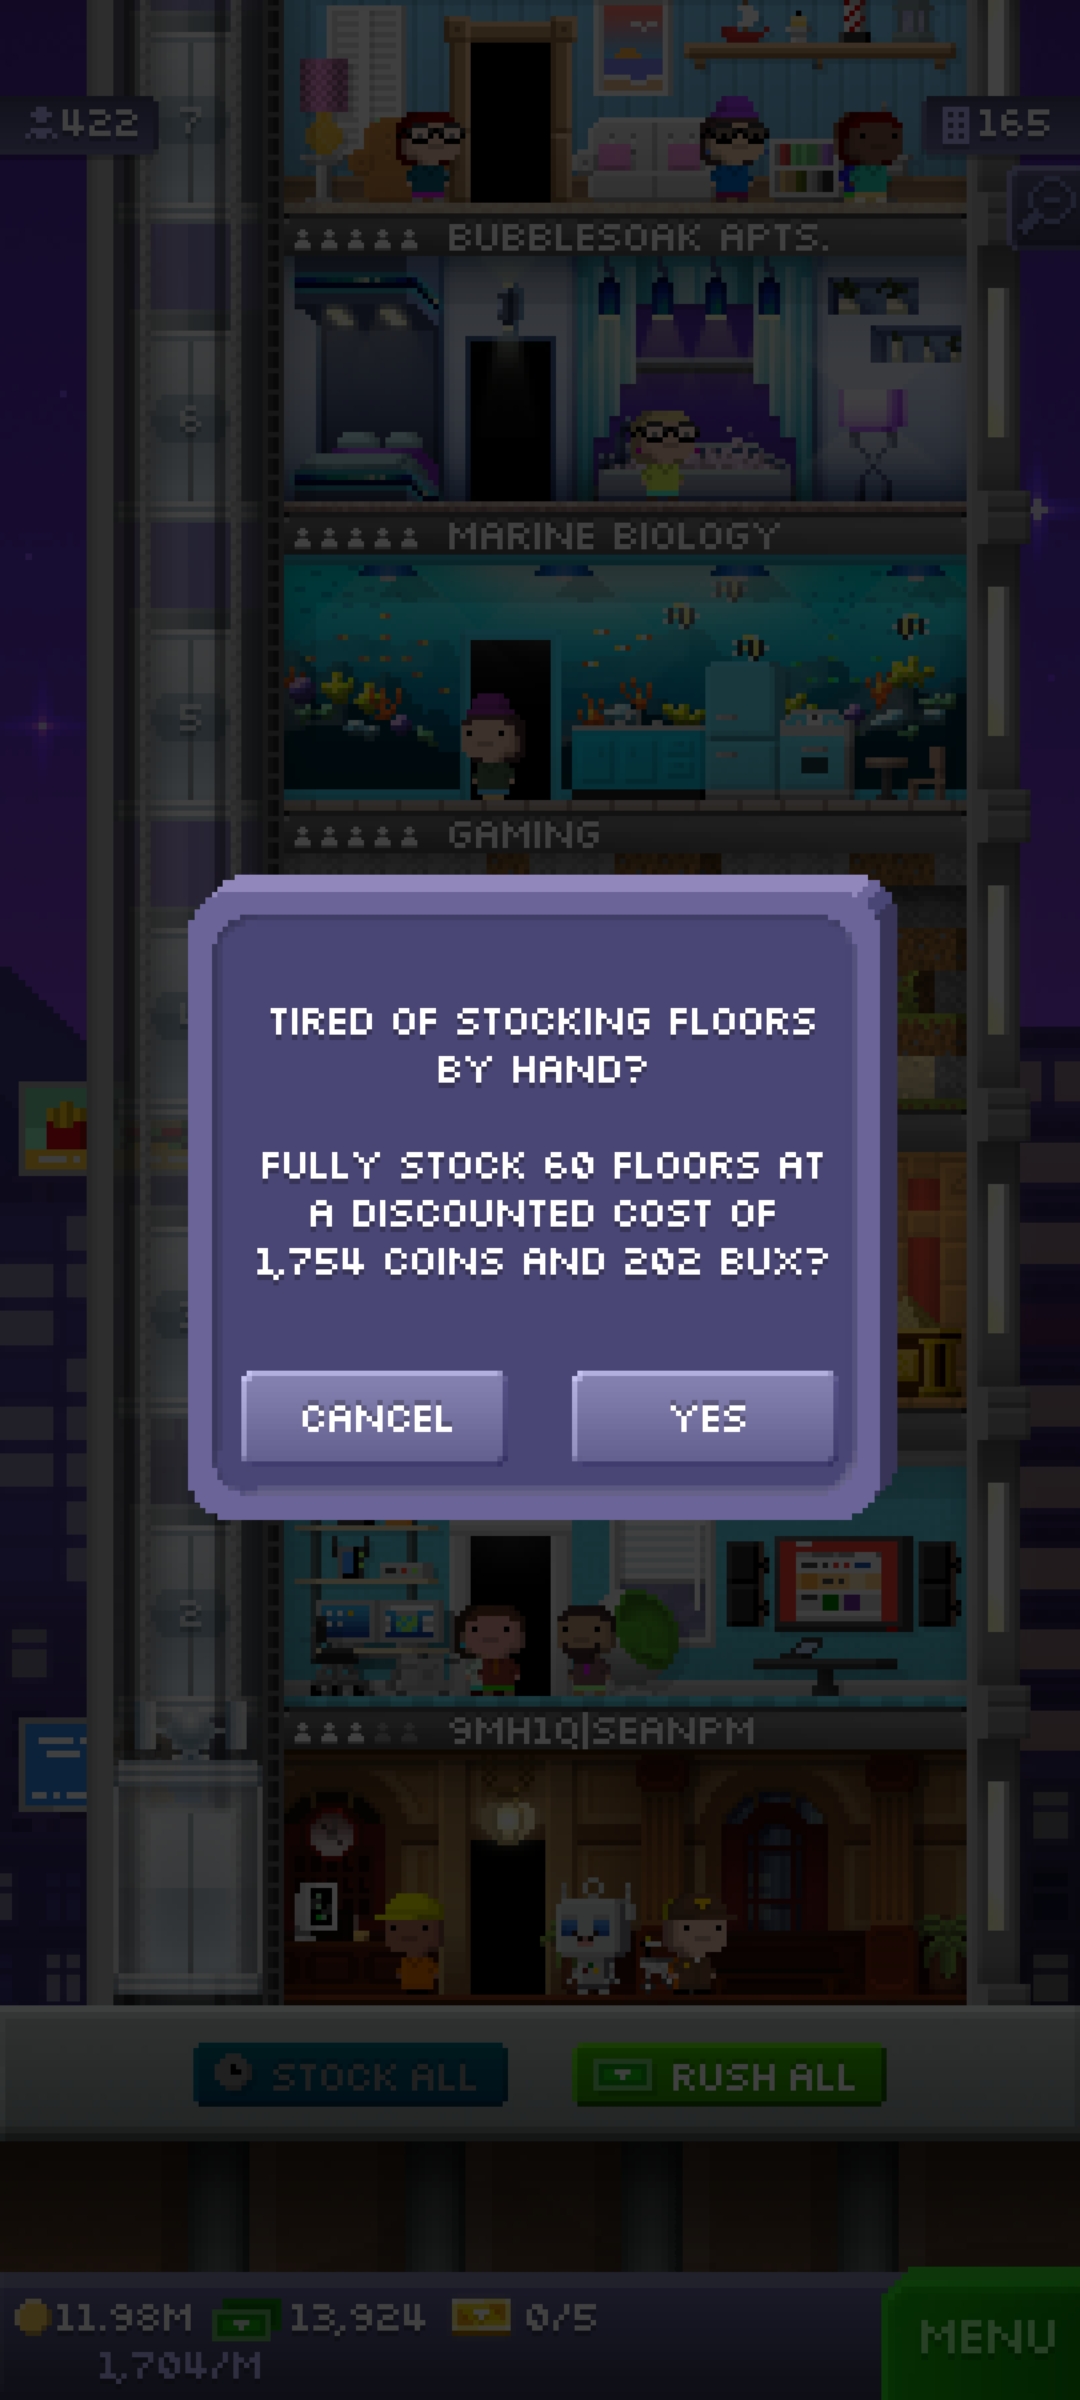 422
7
165
BUBBLESOAK APTS.
6
MARINE BIOLOGY
5
GAMING
TIRED OF STOCKING FLOORS
BY HAND?
FULLY STOCK 60 FLOORS AT
A DISCOUNTED COST OF
1,754 COINS AND 202 BUX?
CANCEL
YES
2
9MH1Q|SEANPM
STOCK ALL
RUSH ALL
11.98M
13,924
0/5
1,704/M
MENU